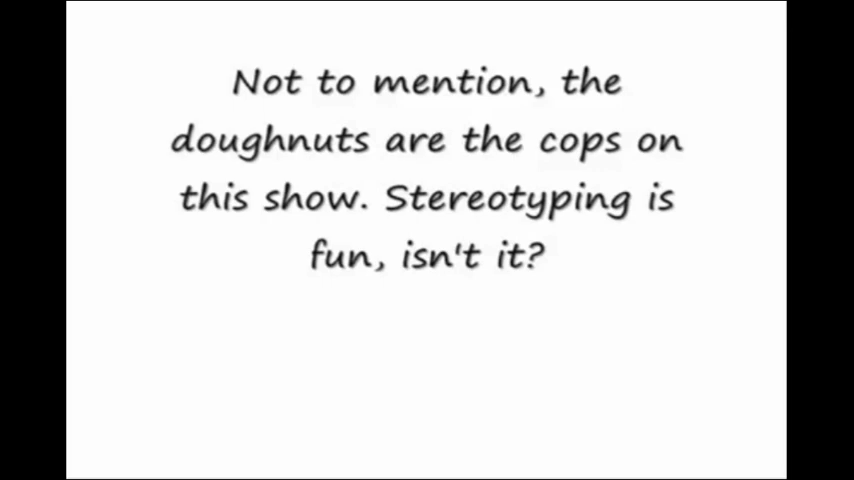 Not to mention, the
doughnuts are the cops on
this show. Stereotyping is
fun, isn't it?